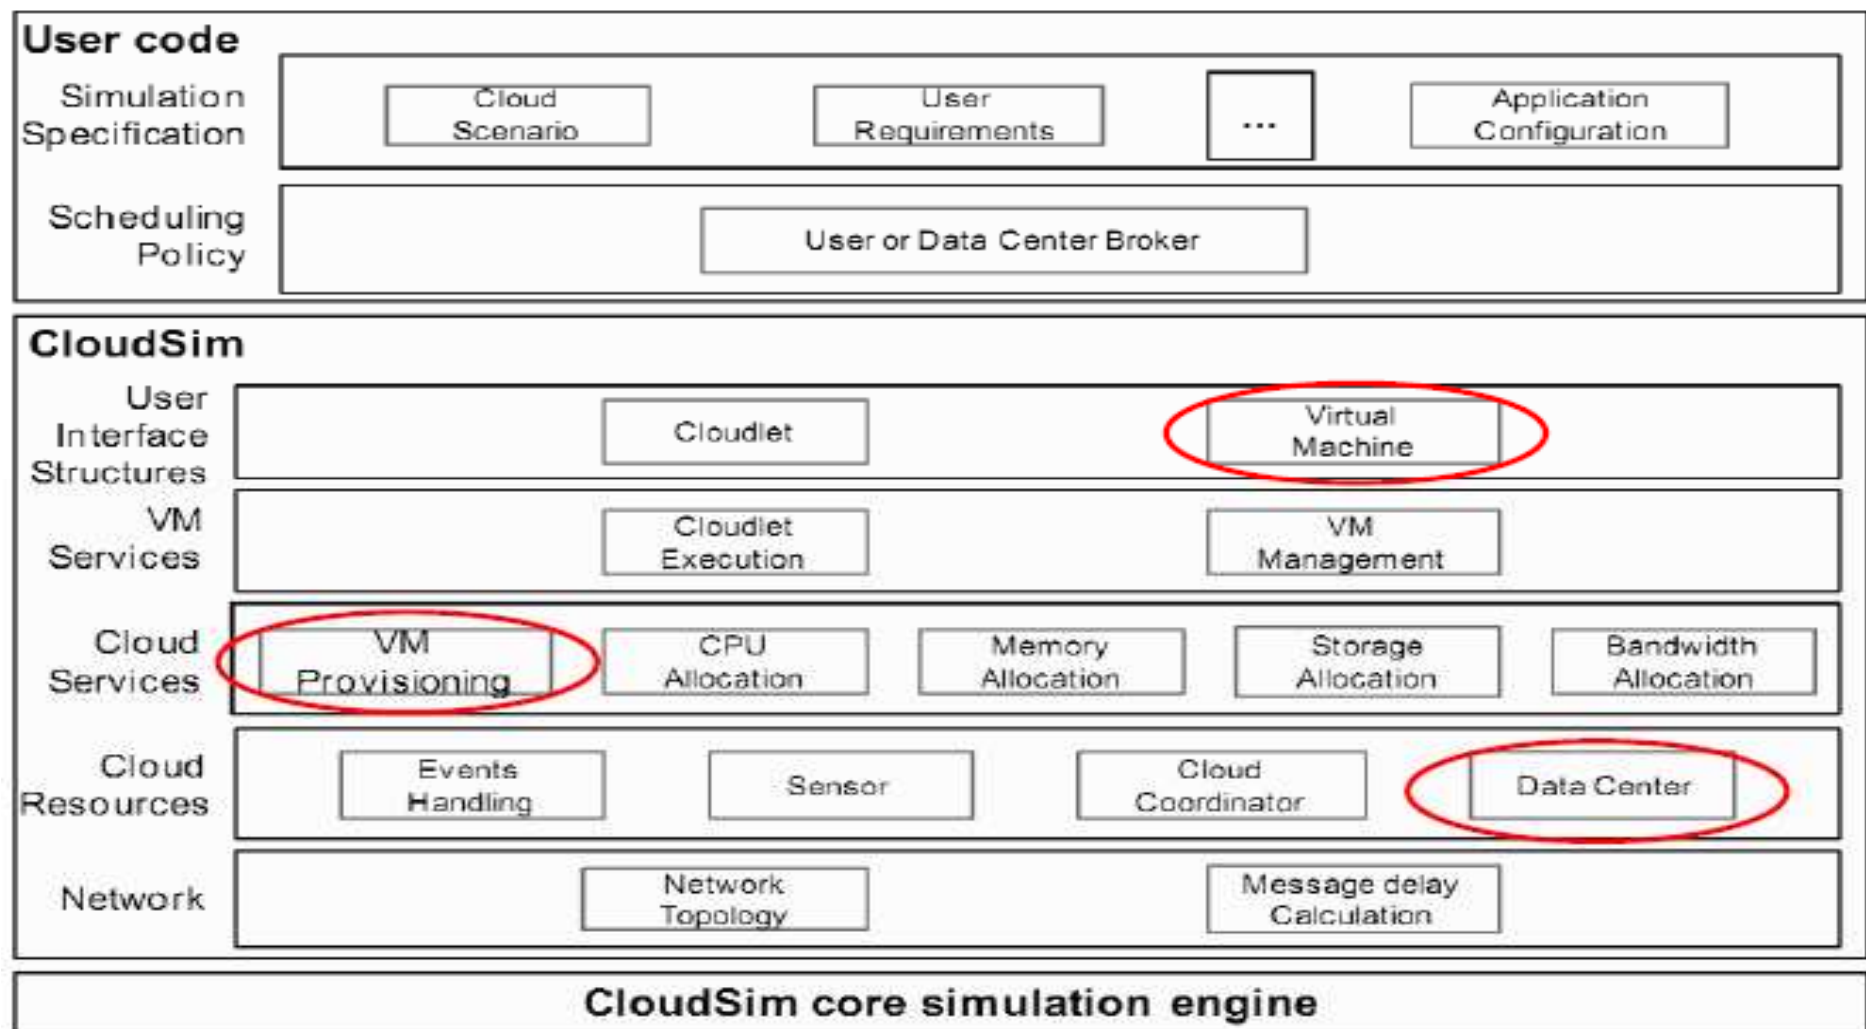 User code
Simulation
Specification
Cloud
Scenario
User
Requirements
...
Application
Configuration
Scheduling
Policy
User or Data Center Broker
CloudSim
User
Interface
Structures
Cloudlet
Virtual
Machine
VM
Services
Cloudlet
Execution
VM
Management
Cloud
Services
VM
Provisioning
CPU
Allocation
Memory
Allocation
Storage
Allocation
Bandwidth
Allocation
Cloud
Resources
Events
Handling
Sensor
Cloud
Coordinator
Data Center
Network
Network
Topology
Message delay
Calculation
CloudSim core simulation engine